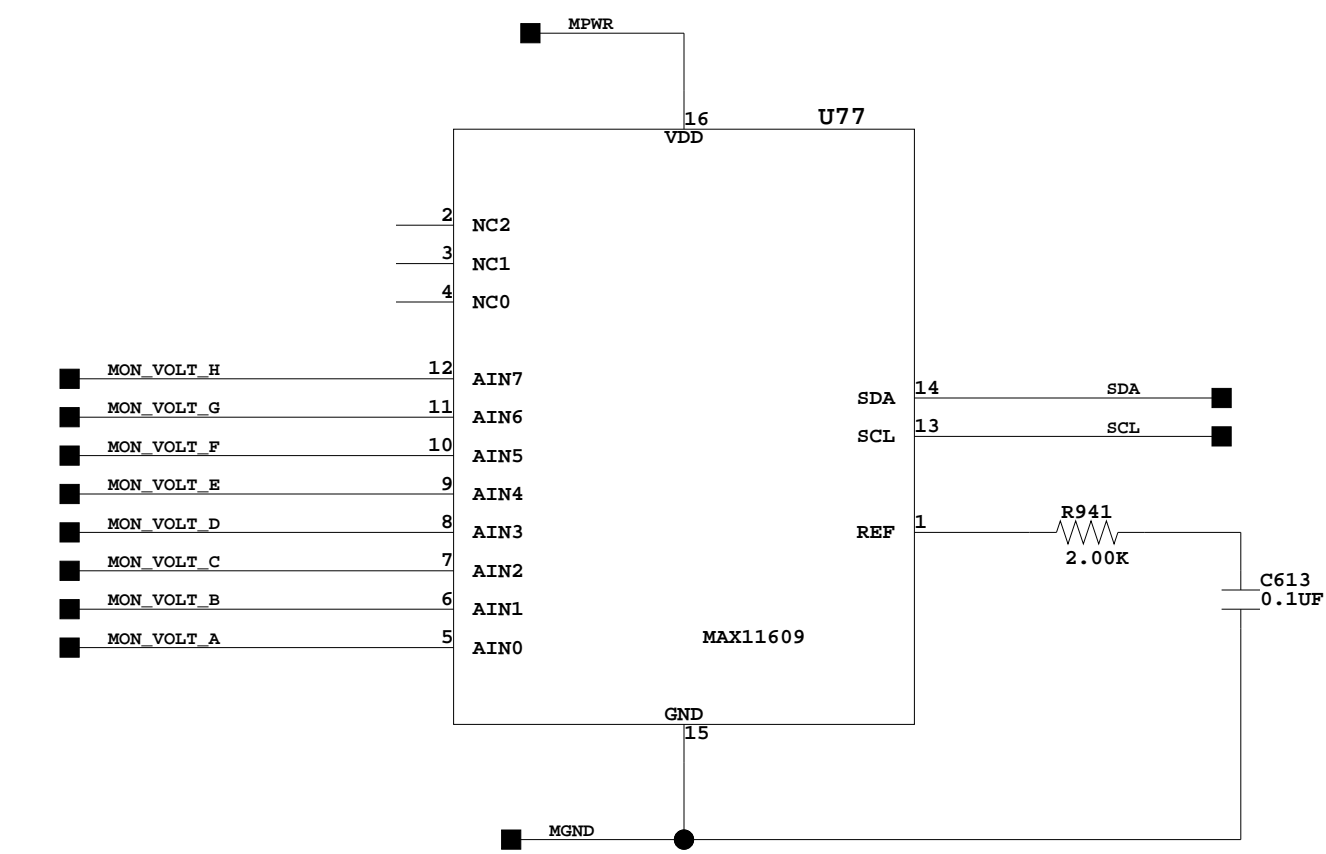 MPWR
16
U77
VDD
2
NC2
3
NC1
4
NC0
MON_VOLT_H
12
AIN7
MON_VOLT_G
11
AIN6
MON_VOLT_F
10
AIN5
MON_VOLT_E
9
AIN4
MON_VOLT_D
8
AIN3
MON_VOLT_C
7
AIN2
MON_VOLT_B
6
AIN1
MON_VOLT_A
5
AIN0
SDA
14
SDA
SCL
13
SCL
REF
1
R941
2.00K
C613
0.1UF
MAX11609
GND
15
MGND